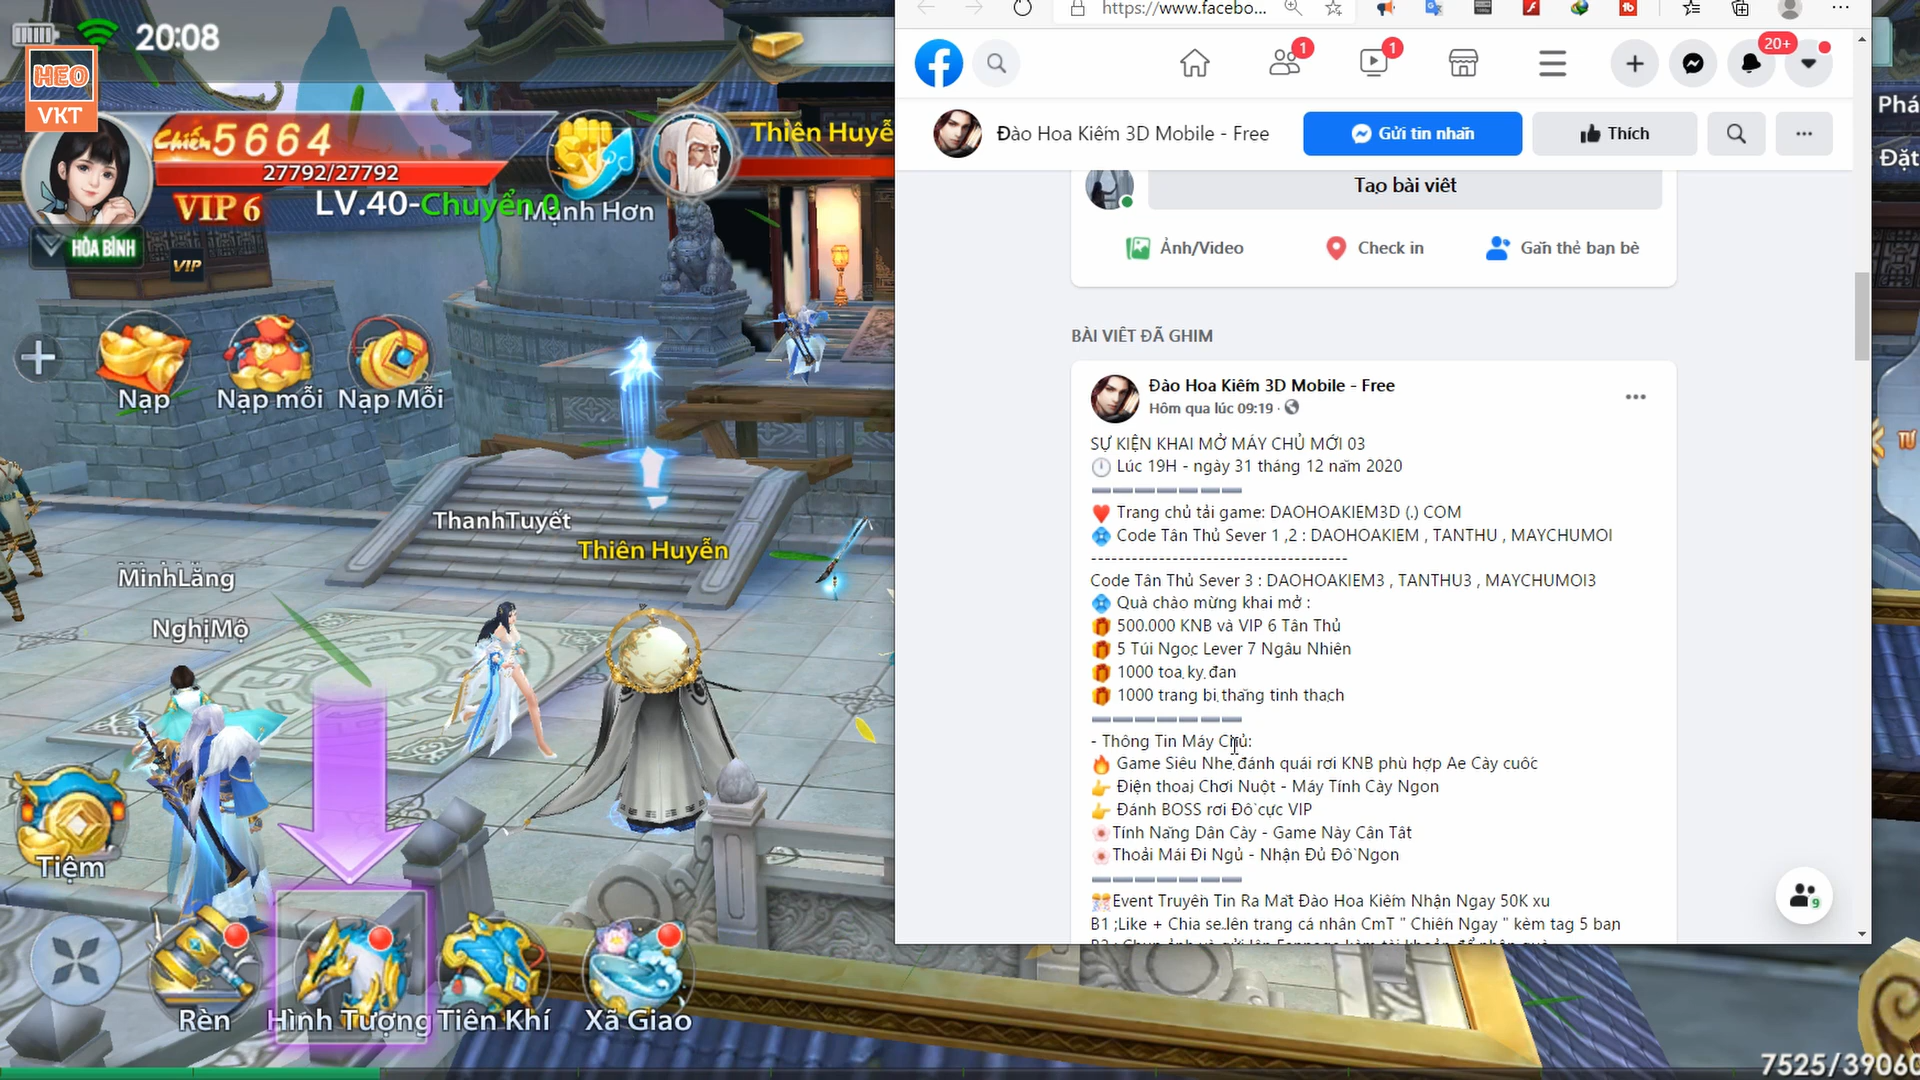 20:08
HEO
VKT
Chiến 5664
27792/27792
VIP 6
LV.40-Chuyển 0
Mạnh Hơn
Thiên Huyễ
HÒA BÌNH
VIP
Nạp
Nạp mỗi
Nạp Mỗi
ThanhTuyết
Thiên Huyễn
MinhLãng
NghịMộ
Tiệm
Rèn
Hình Tượng
Tiên Khí
Xã Giao
https://www.facebo...
1
1
20+
Đào Hoa Kiếm 3D Mobile - Free
Gửi tin nhắn
Thích
Tạo bài viết
Ảnh/Video
Check in
Gắn thẻ bạn bè
BÀI VIẾT ĐÃ GHIM
Đào Hoa Kiếm 3D Mobile - Free
Hôm qua lúc 09:19 ·
SỰ KIỆN KHAI MỞ MÁY CHỦ MỚI 03
Lúc 19H - ngày 31 tháng 12 năm 2020
Trang chủ tải game: DAOHOAKIEM3D (.) COM
Code Tân Thủ Sever 1 ,2 : DAOHOAKIEM , TANTHU , MAYCHUMOI
--------------------------------------
Code Tân Thủ Sever 3 : DAOHOAKIEM3 , TANTHU3 , MAYCHUMOI3
Quà chào mừng khai mở :
500.000 KNB và VIP 6 Tân Thủ
5 Túi Ngọc Lever 7 Ngẫu Nhiên
1000 tọa kỵ đan
1000 trang bị thăng tinh thạch
- Thông Tin Máy Chủ:
Game Siêu Nhẹ đánh quái rơi KNB phù hợp Ae Cày cuốc
Điện thoại Chơi Nuột - Máy Tính Cày Ngon
Đánh BOSS rơi Đồ cực VIP
Tính Năng Dân Cày - Game Này Cân Tất
Thoải Mái Đi Ngủ - Nhận Đủ Đồ Ngon
Event Truyền Tin Ra Mắt Đào Hoa Kiếm Nhận Ngay 50K xu
B1 ;Like + Chia sẻ lên trang cá nhân CmT " Chiến Ngay " kèm tag 5 bạn
9
Phá
Đặt
7525/39060